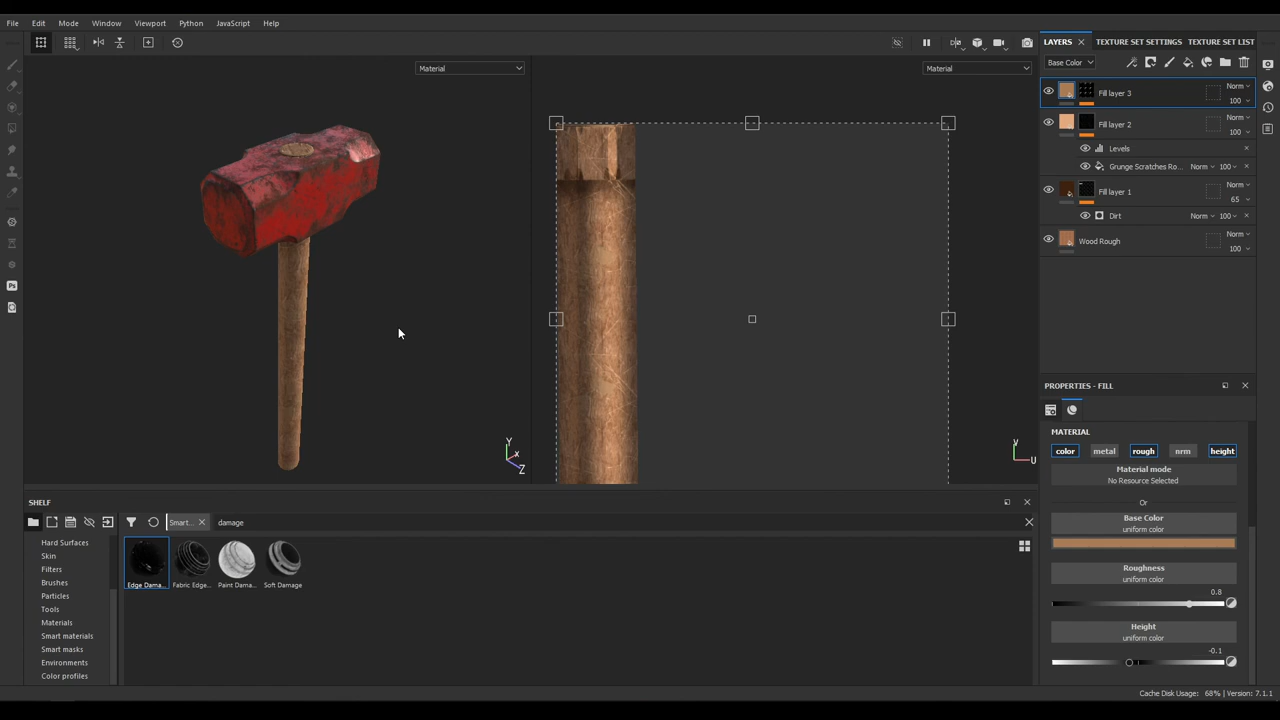 File Edit Mode Window Viewport Python JavaScript Help
LAYERS TEXTURE SET SETTINGS TEXTURE SET LIST
Material Material
Base Color
Fill layer 3 Norm 100
Fill layer 2 Norm 100
Levels
Grunge Scratches Ro... Norm 100
Fill layer 1 Norm 65
Dirt Norm 100
Wood Rough Norm 100
Y
X
Z
V
U
PROPERTIES - FILL
MATERIAL
color metal rough nrm height
Material mode
No Resource Selected
Or
Base Color
uniform color
Roughness
uniform color
0.8
Height
uniform color
-0.1
SHELF
Smart... damage
Hard Surfaces
Skin
Filters
Brushes
Particles
Tools
Materials
Smart materials
Smart masks
Environments
Color profiles
Edge Dama... Fabric Edge... Paint Dama... Soft Damage
Cache Disk Usage: 68% | Version: 7.1.1